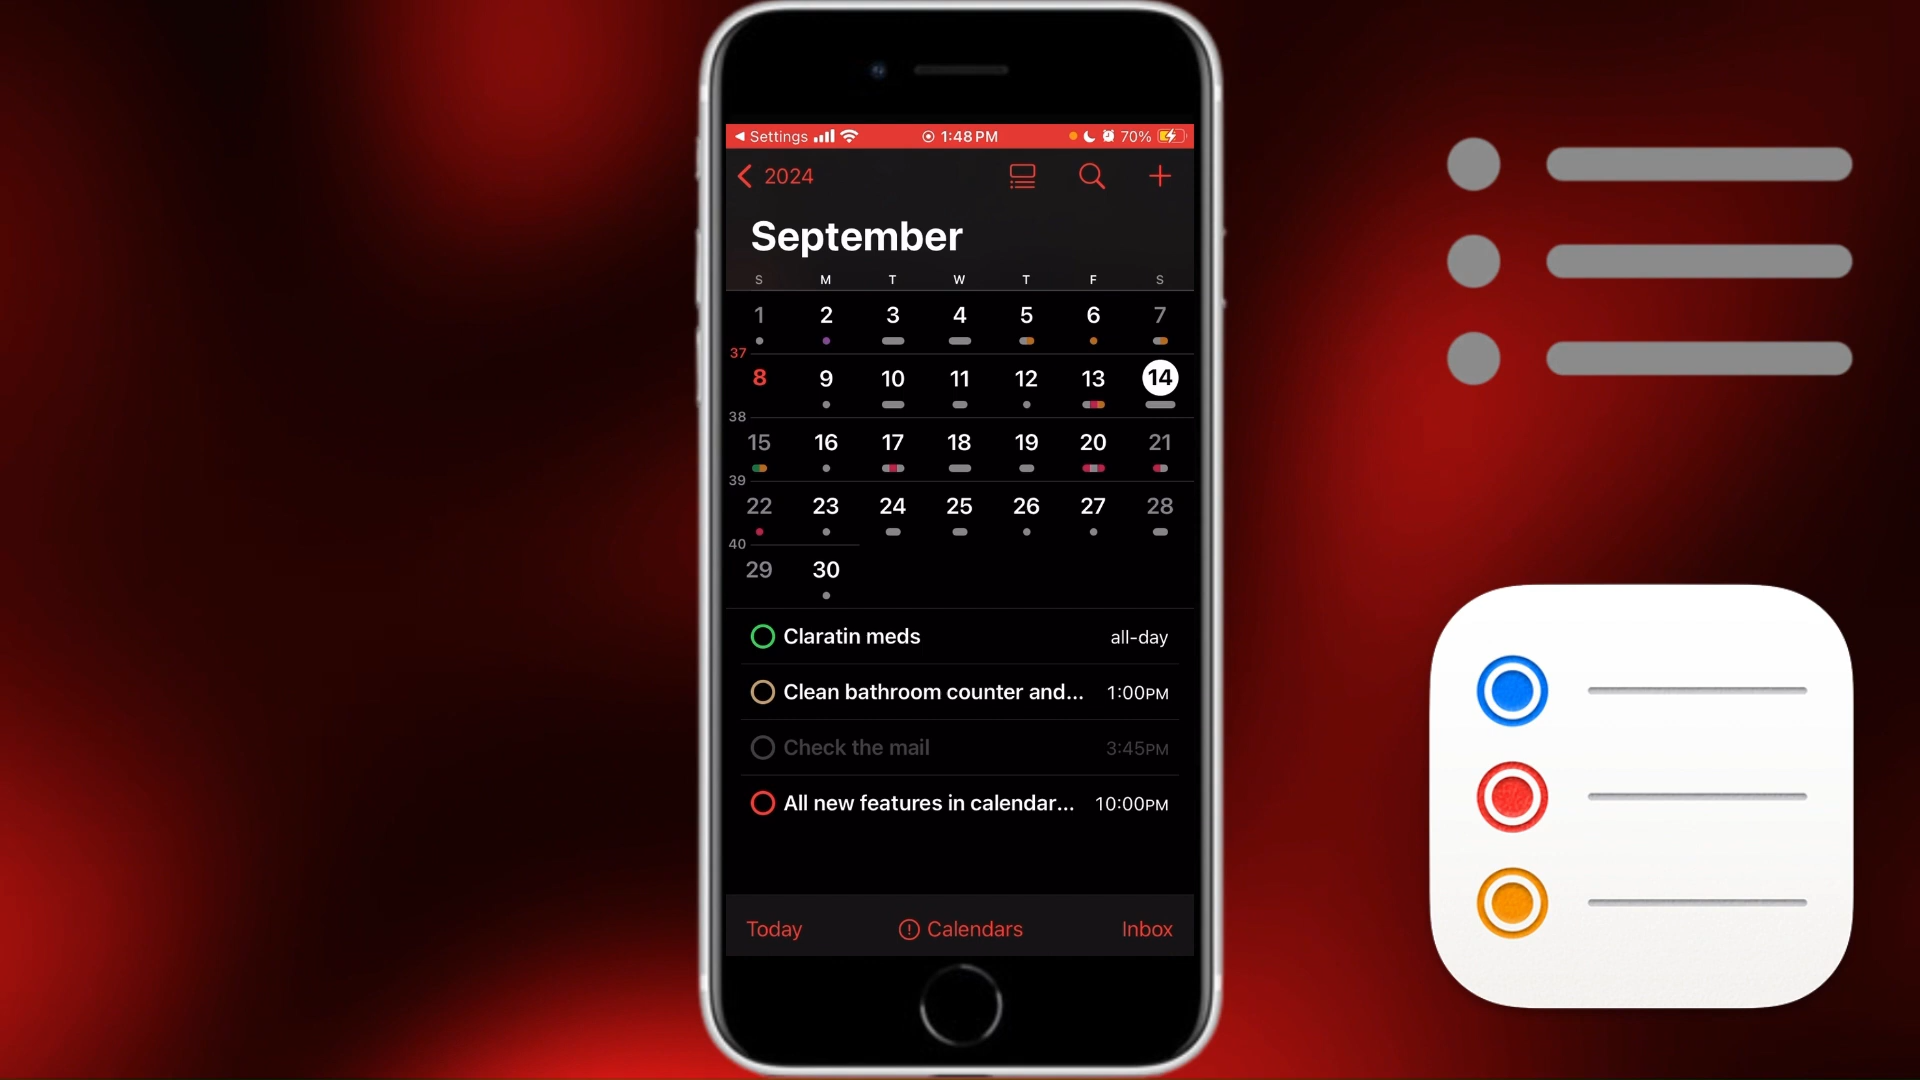 ◀ Settings 1:48 PM 70%
2024
September
S M T W T F S
1 2 3 4 5 6 7
37
8 9 10 11 12 13 14
38
15 16 17 18 19 20 21
39
22 23 24 25 26 27 28
40
29 30
Claratin meds all-day
Clean bathroom counter and... 1:00PM
Check the mail 3:45PM
All new features in calendar... 10:00PM
Today Calendars Inbox